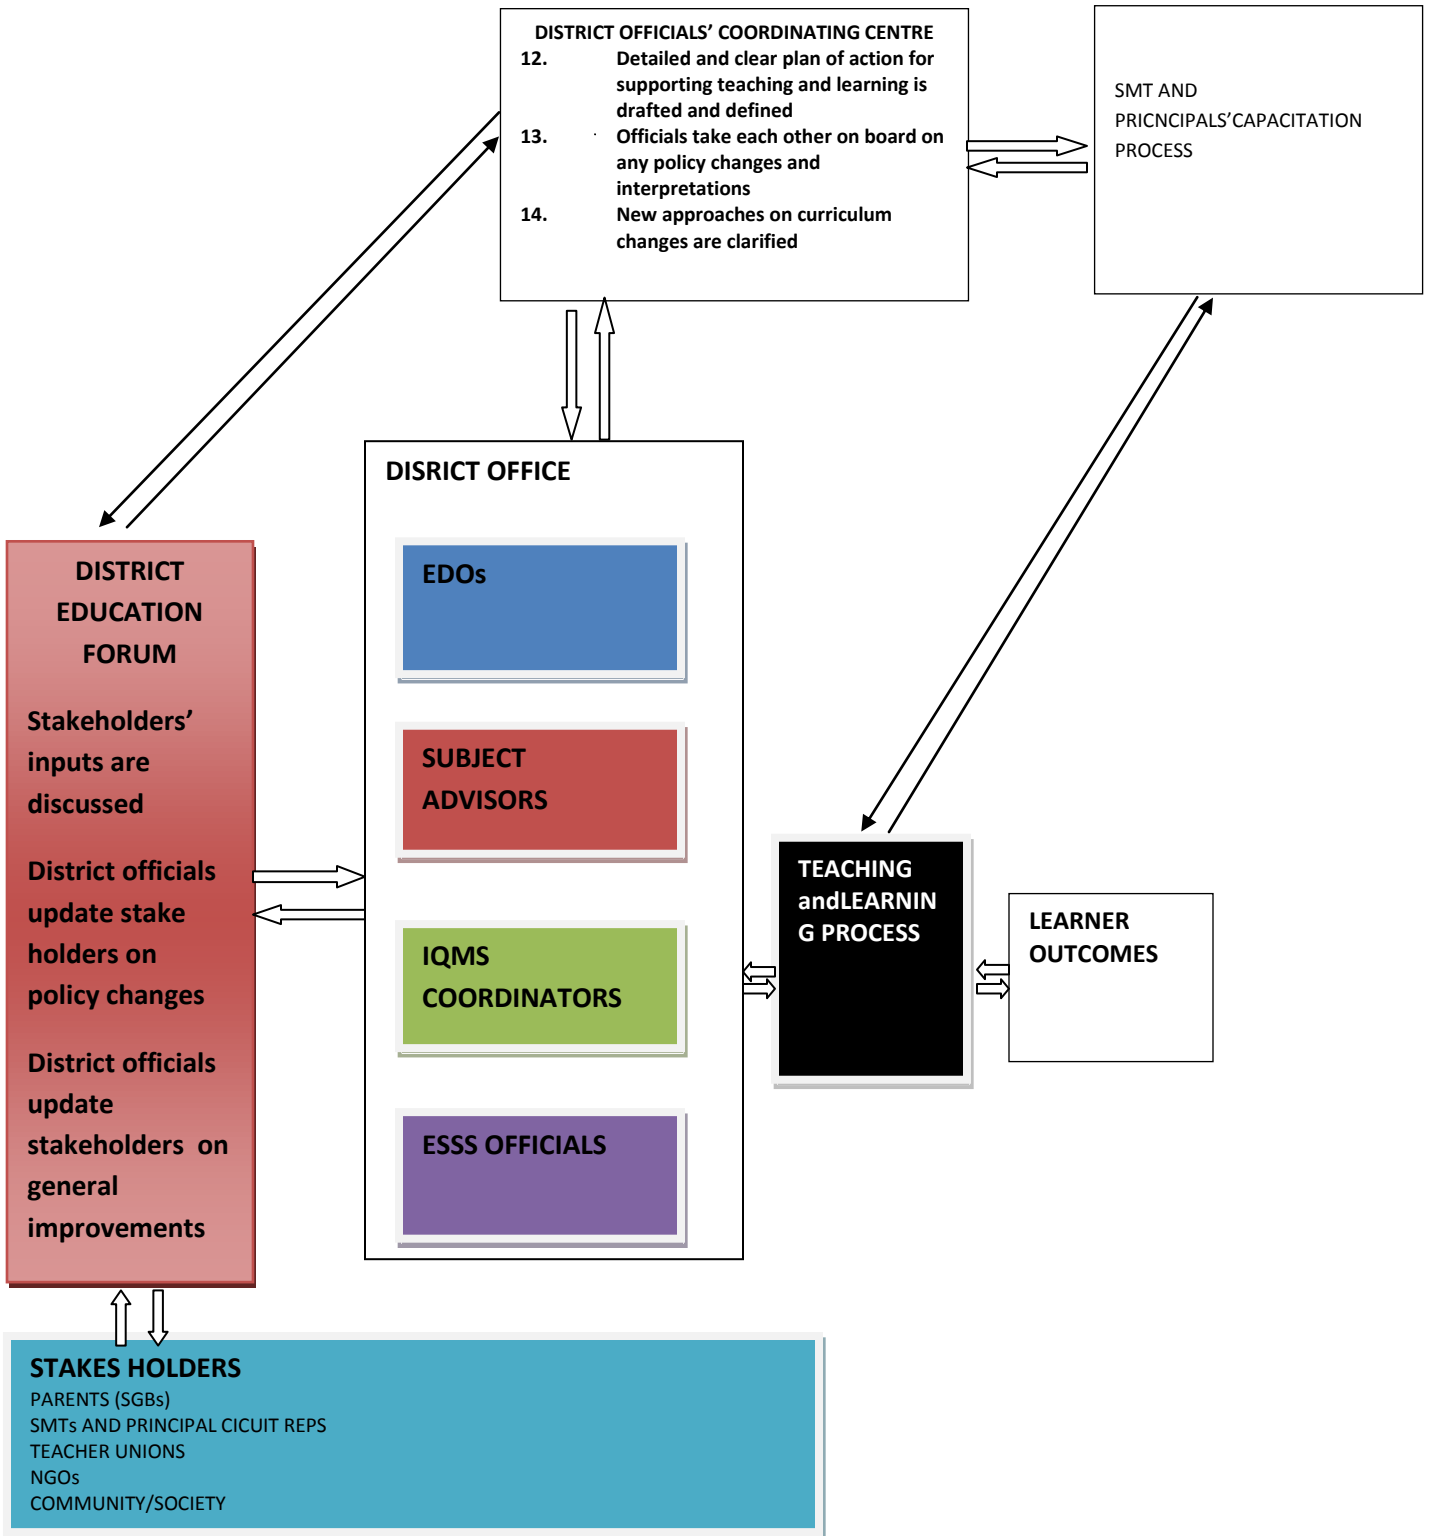 DISTRICT OFFICIALS’ COORDINATING CENTRE
12. Detailed and clear plan of action for
supporting teaching and learning is
drafted and defined
13. Officials take each other on board on
any policy changes and
interpretations
14. New approaches on curriculum
changes are clarified
SMT AND
PRICNCIPALS’CAPACITATION
PROCESS
DISRICT OFFICE
EDOs
SUBJECT
ADVISORS
IQMS
COORDINATORS
ESSS OFFICIALS
DISTRICT
EDUCATION
FORUM
Stakeholders’
inputs are
discussed
District officials
update stake
holders on
policy changes
District officials
update
stakeholders on
general
improvements
TEACHING
andLEARNIN
G PROCESS
LEARNER
OUTCOMES
STAKES HOLDERS
PARENTS (SGBs)
SMTs AND PRINCIPAL CICUIT REPS
TEACHER UNIONS
NGOs
COMMUNITY/SOCIETY